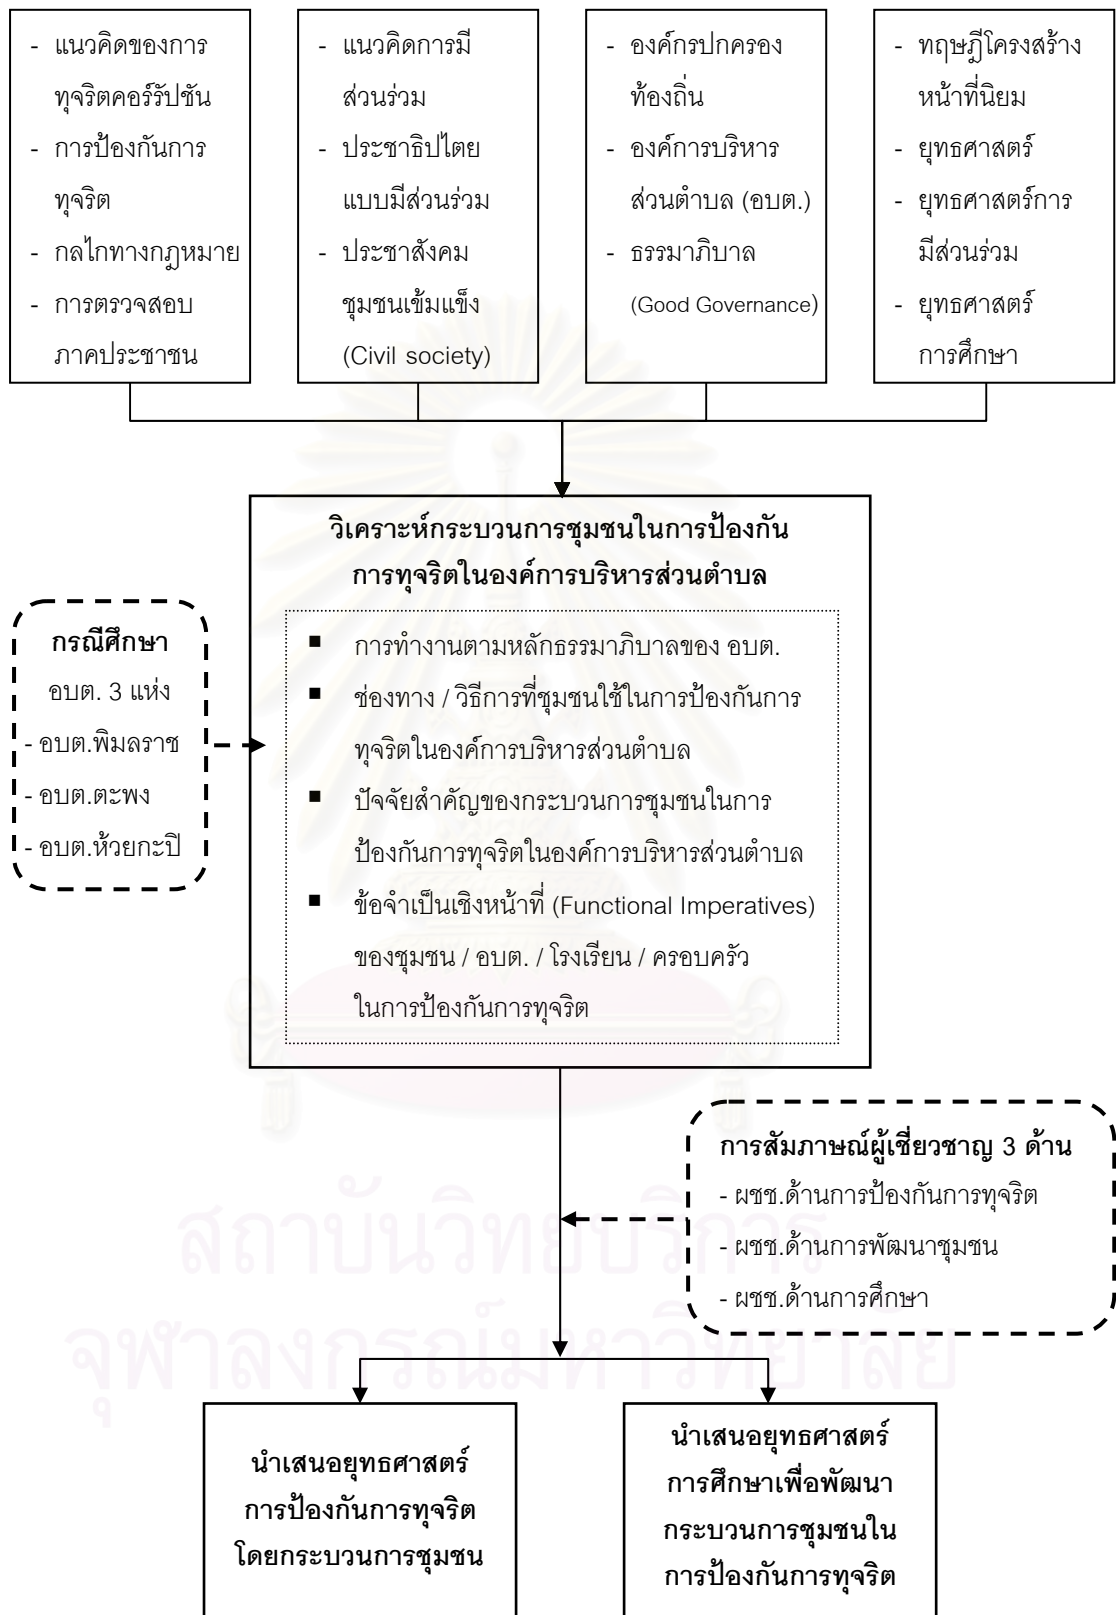 - แนวคิดของการ
ทุจริตคอร์รัปชัน
- การป้องกันการ
ทุจริต
- กลไกทางกฎหมาย
- การตรวจสอบ
ภาคประชาชน
- แนวคิดการมี
ส่วนร่วม
- ประชาธิปไตย
แบบมีส่วนร่วม
- ประชาสังคม
ชุมชนเข้มแข็ง
(Civil society)
- องค์กรปกครอง
ท้องถิ่น
- องค์การบริหาร
ส่วนตำบล (อบต.)
- ธรรมาภิบาล
(Good Governance)
- ทฤษฎีโครงสร้าง
หน้าที่นิยม
- ยุทธศาสตร์
- ยุทธศาสตร์การ
มีส่วนร่วม
- ยุทธศาสตร์
การศึกษา
วิเคราะห์กระบวนการชุมชนในการป้องกัน
การทุจริตในองค์การบริหารส่วนตำบล
▪ การทำงานตามหลักธรรมาภิบาลของ อบต.
▪ ช่องทาง / วิธีการที่ชุมชนใช้ในการป้องกันการ
ทุจริตในองค์การบริหารส่วนตำบล
▪ ปัจจัยสำคัญของกระบวนการชุมชนในการ
ป้องกันการทุจริตในองค์การบริหารส่วนตำบล
▪ ข้อจำเป็นเชิงหน้าที่ (Functional Imperatives)
ของชุมชน / อบต. / โรงเรียน / ครอบครัว
ในการป้องกันการทุจริต
กรณีศึกษา
อบต. 3 แห่ง
- อบต.พิมลราช
- อบต.ตะพง
- อบต.ห้วยกะปิ
การสัมภาษณ์ผู้เชี่ยวชาญ 3 ด้าน
- ผชช.ด้านการป้องกันการทุจริต
- ผชช.ด้านการพัฒนาชุมชน
- ผชช.ด้านการศึกษา
สถาบันวิทยบริการ
จุฬาลงกรณ์มหาวิทยาลัย
นำเสนอยุทธศาสตร์
การป้องกันการทุจริต
โดยกระบวนการชุมชน
นำเสนอยุทธศาสตร์
การศึกษาเพื่อพัฒนา
กระบวนการชุมชนใน
การป้องกันการทุจริต